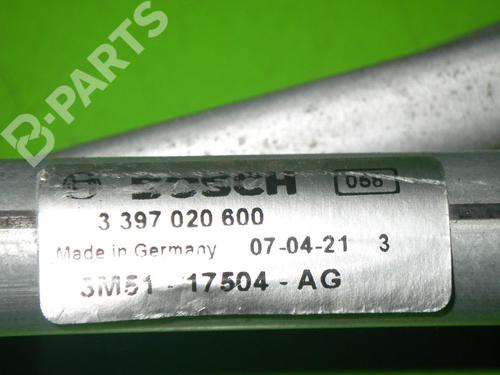 B-PARTS
BOSCH
068
3 397 020 600
Made in Germany 07-04-21 3
3M51 - 17504 - AG